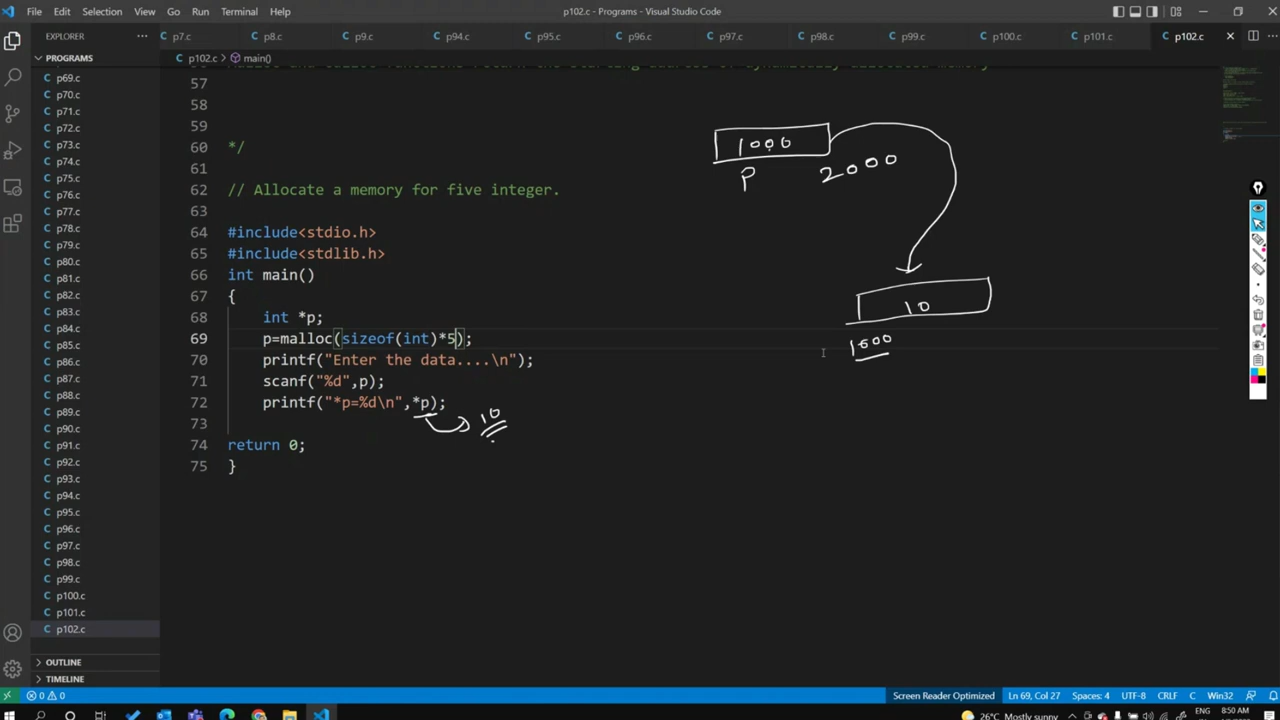 File Edit Selection View Go Run Terminal Help
p102.c - Programs - Visual Studio Code
EXPLORER
p7.c p8.c p9.c p94.c p95.c p96.c p97.c p98.c p99.c p100.c p101.c p102.c
PROGRAMS
p102.c > main()
p69.c
p70.c
p71.c
p72.c
p73.c
p74.c
p75.c
p76.c
p77.c
p78.c
p79.c
p80.c
p81.c
p82.c
p83.c
p84.c
p85.c
p86.c
p87.c
p88.c
p89.c
p90.c
p91.c
p92.c
p93.c
p94.c
p95.c
p96.c
p97.c
p98.c
p99.c
p100.c
p101.c
p102.c
OUTLINE
TIMELINE
57
58
59
60 */
61
62 // Allocate a memory for five integer.
63
64 #include<stdio.h>
65 #include<stdlib.h>
66 int main()
67 {
68 int *p;
69 p=malloc(sizeof(int)*5);
70 printf("Enter the data....\n");
71 scanf("%d",p);
72 printf("*p=%d\n",*p);
73
74 return 0;
75 }
1000
P 2000
10
1000
10
0 0 Screen Reader Optimized Ln 69, Col 27 Spaces: 4 UTF-8 CRLF C Win32
26°C Mostly sunny
ENG 8:50 AM